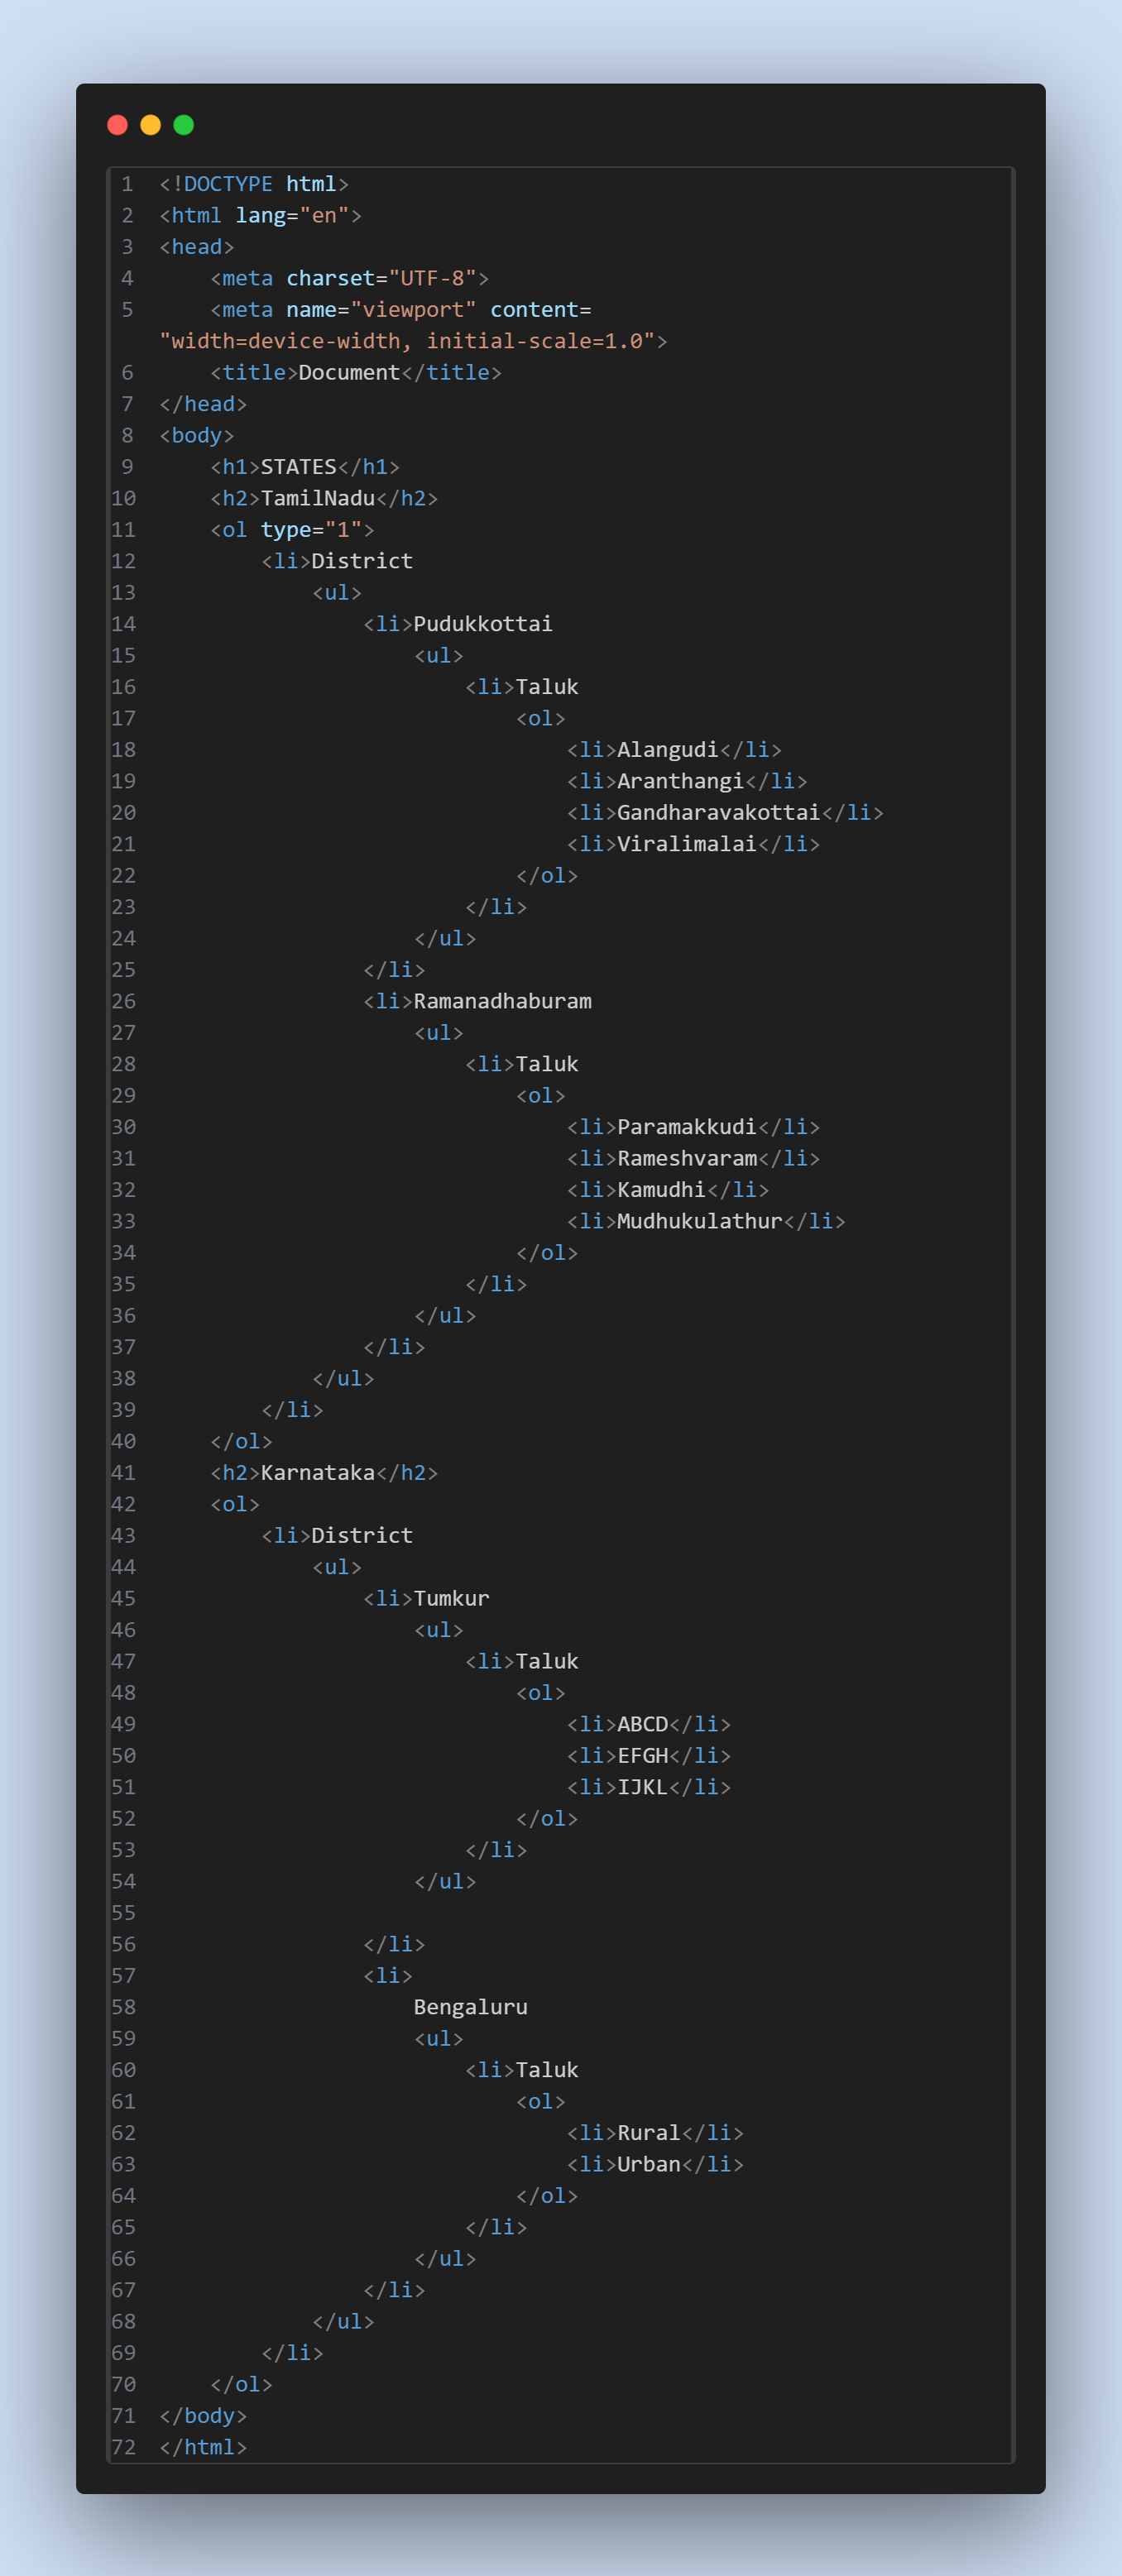 1 <!DOCTYPE html>
2 <html lang="en">
3 <head>
4     <meta charset="UTF-8">
5     <meta name="viewport" content=
"width=device-width, initial-scale=1.0">
6     <title>Document</title>
7 </head>
8 <body>
9     <h1>STATES</h1>
10     <h2>TamilNadu</h2>
11     <ol type="1">
12         <li>District
13             <ul>
14                 <li>Pudukkottai
15                     <ul>
16                         <li>Taluk
17                             <ol>
18                                 <li>Alangudi</li>
19                                 <li>Aranthangi</li>
20                                 <li>Gandharavakottai</li>
21                                 <li>Viralimalai</li>
22                             </ol>
23                         </li>
24                     </ul>
25                 </li>
26                 <li>Ramanadhaburam
27                     <ul>
28                         <li>Taluk
29                             <ol>
30                                 <li>Paramakkudi</li>
31                                 <li>Rameshvaram</li>
32                                 <li>Kamudhi</li>
33                                 <li>Mudhukulathur</li>
34                             </ol>
35                         </li>
36                     </ul>
37                 </li>
38             </ul>
39         </li>
40     </ol>
41     <h2>Karnataka</h2>
42     <ol>
43         <li>District
44             <ul>
45                 <li>Tumkur
46                     <ul>
47                         <li>Taluk
48                             <ol>
49                                 <li>ABCD</li>
50                                 <li>EFGH</li>
51                                 <li>IJKL</li>
52                             </ol>
53                         </li>
54                     </ul>
55
56                 </li>
57                 <li>
58                     Bengaluru
59                     <ul>
60                         <li>Taluk
61                             <ol>
62                                 <li>Rural</li>
63                                 <li>Urban</li>
64                             </ol>
65                         </li>
66                     </ul>
67                 </li>
68             </ul>
69         </li>
70     </ol>
71 </body>
72 </html>